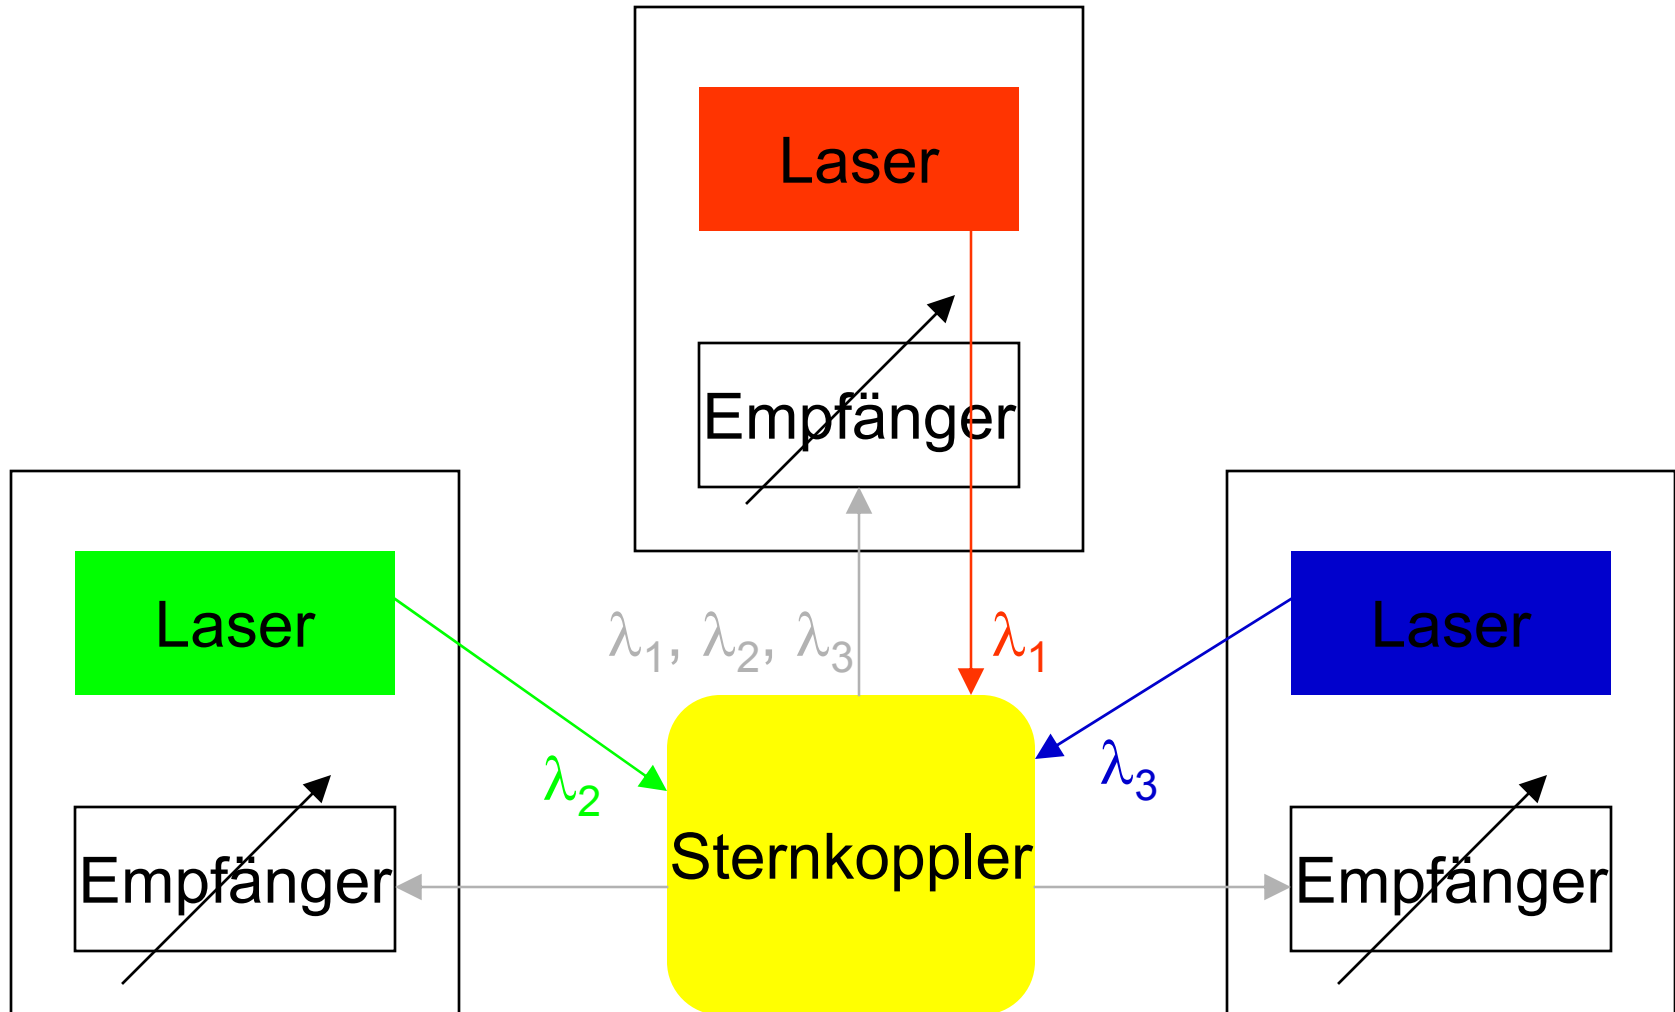 Laser
Empfänger
Laser
λ1, λ2, λ3
λ1
Laser
λ2
λ3
Sternkoppler
Empfänger
Empfänger